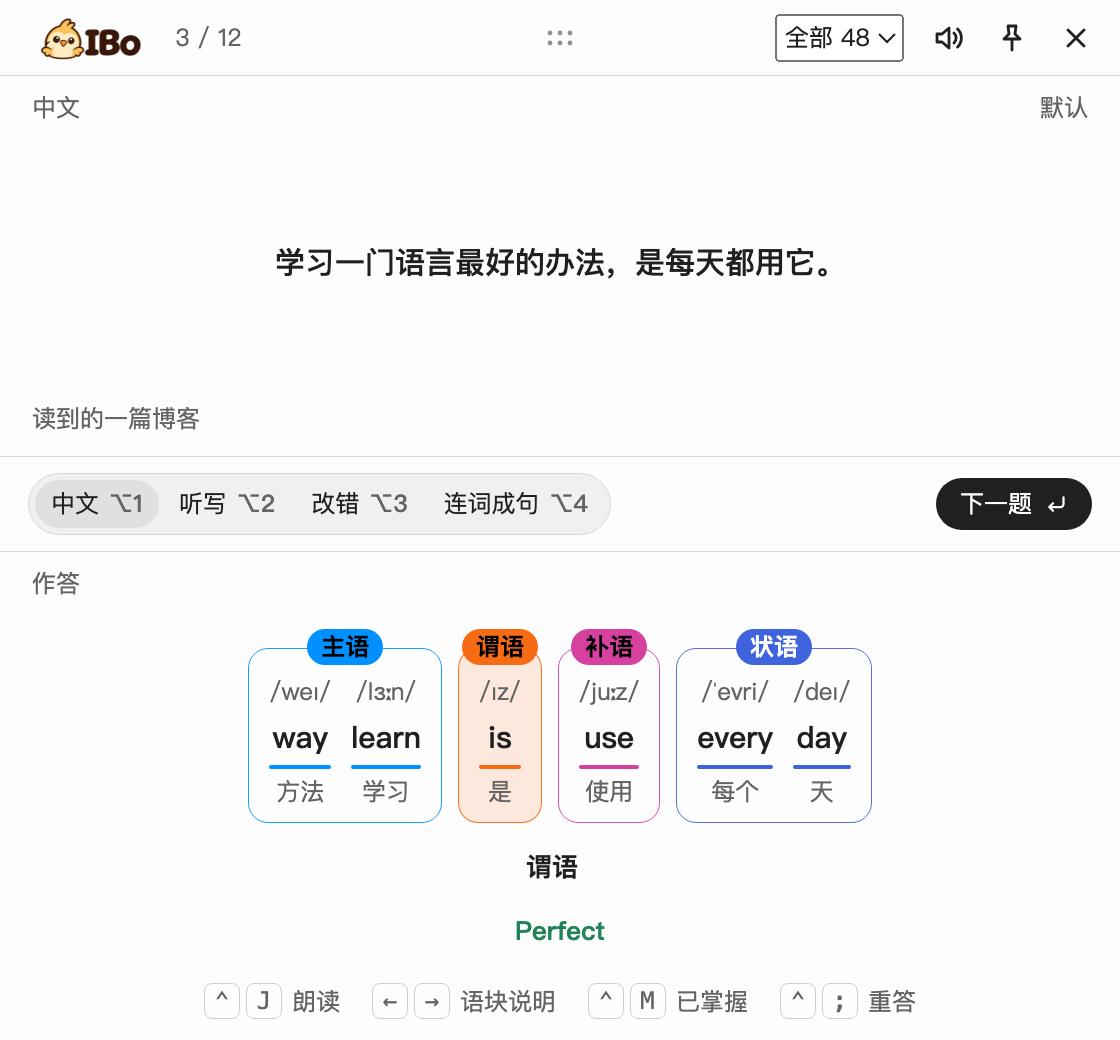 IBo 3 / 12 全部 48
中文 默认
学习一门语言最好的办法，是每天都用它。
读到的一篇博客
中文 ⌥1 听写 ⌥2 改错 ⌥3 连词成句 ⌥4 下一题 ↵
作答
主语 谓语 补语 状语
/weɪ/ /lɜːn/ /ɪz/ /juːz/ /ˈevri/ /deɪ/
way learn is use every day
方法 学习 是 使用 每个 天
谓语
Perfect
^ J 朗读 ← → 语块说明 ^ M 已掌握 ^ ; 重答